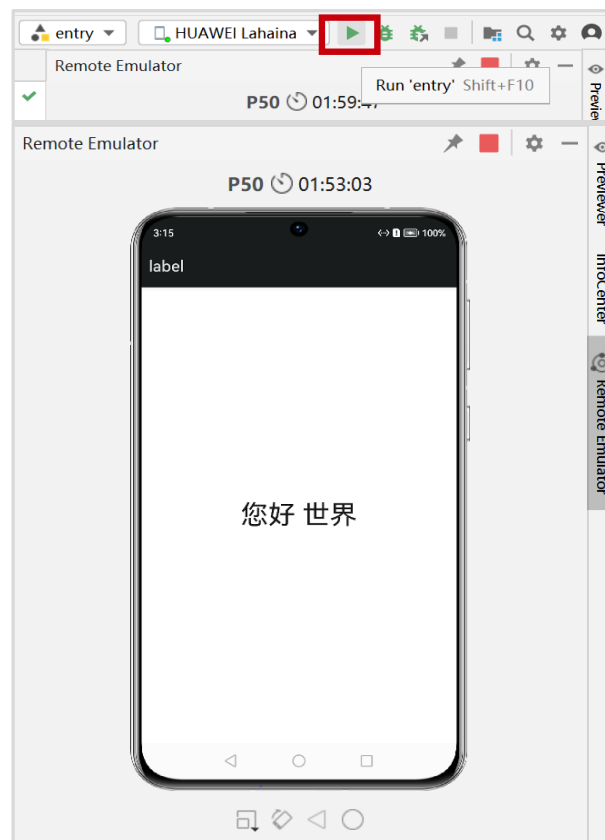 entry
HUAWEI Lahaina
Remote Emulator
Run 'entry' Shift+F10
P50 01:59:47
Remote Emulator
P50 01:53:03
Previewer
InfoCenter
Remote Emulator
3:15
100%
label
您好 世界